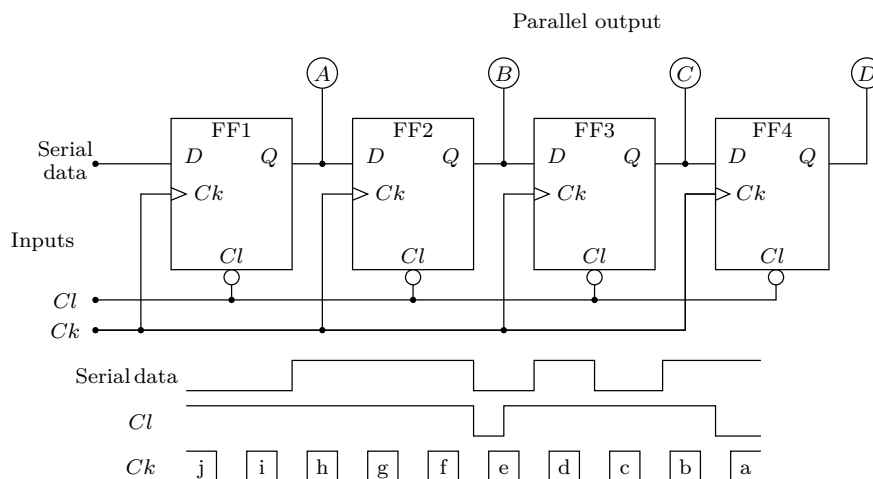 Parallel output
A B C D
FF1 FF2 FF3 FF4
Serial data
D Q D Q D Q D Q
Ck Ck Ck Ck
Inputs
Cl Cl Cl Cl
Cl
Ck
Serial data
Cl
Ck j i h g f e d c b a